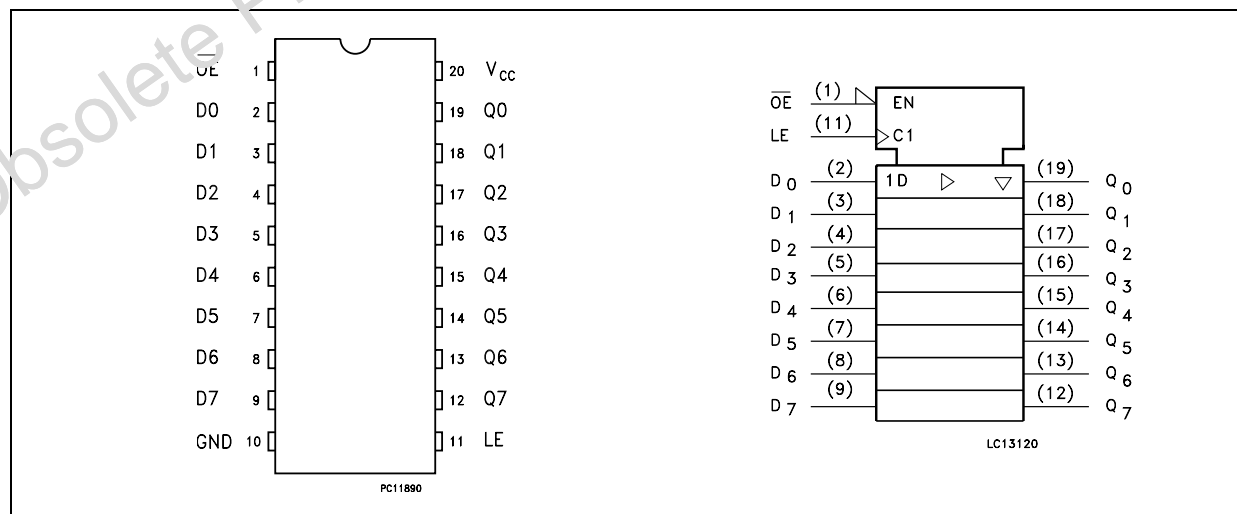 Obsolete
OE 1 20 VCC
D0 2 19 Q0
D1 3 18 Q1
D2 4 17 Q2
D3 5 16 Q3
D4 6 15 Q4
D5 7 14 Q5
D6 8 13 Q6
D7 9 12 Q7
GND 10 11 LE
PC11890
OE (1) EN
LE (11) C1
D0 (2) 1D (19) Q0
D1 (3) (18) Q1
D2 (4) (17) Q2
D3 (5) (16) Q3
D4 (6) (15) Q4
D5 (7) (14) Q5
D6 (8) (13) Q6
D7 (9) (12) Q7
LC13120